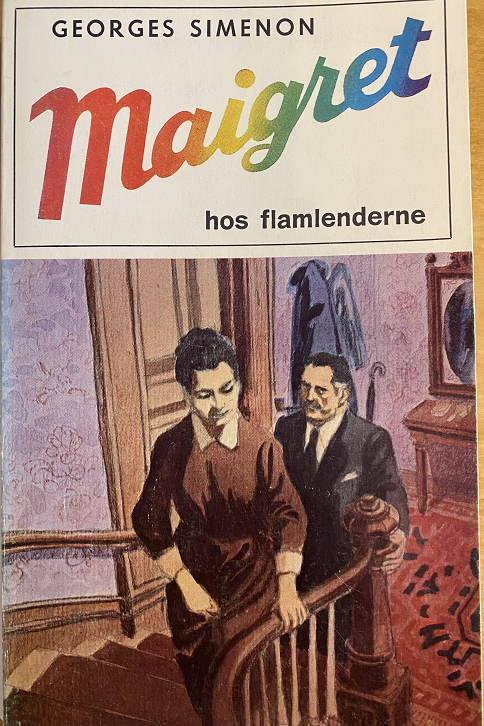 GEORGES SIMENON
Maigret
hos flamlenderne